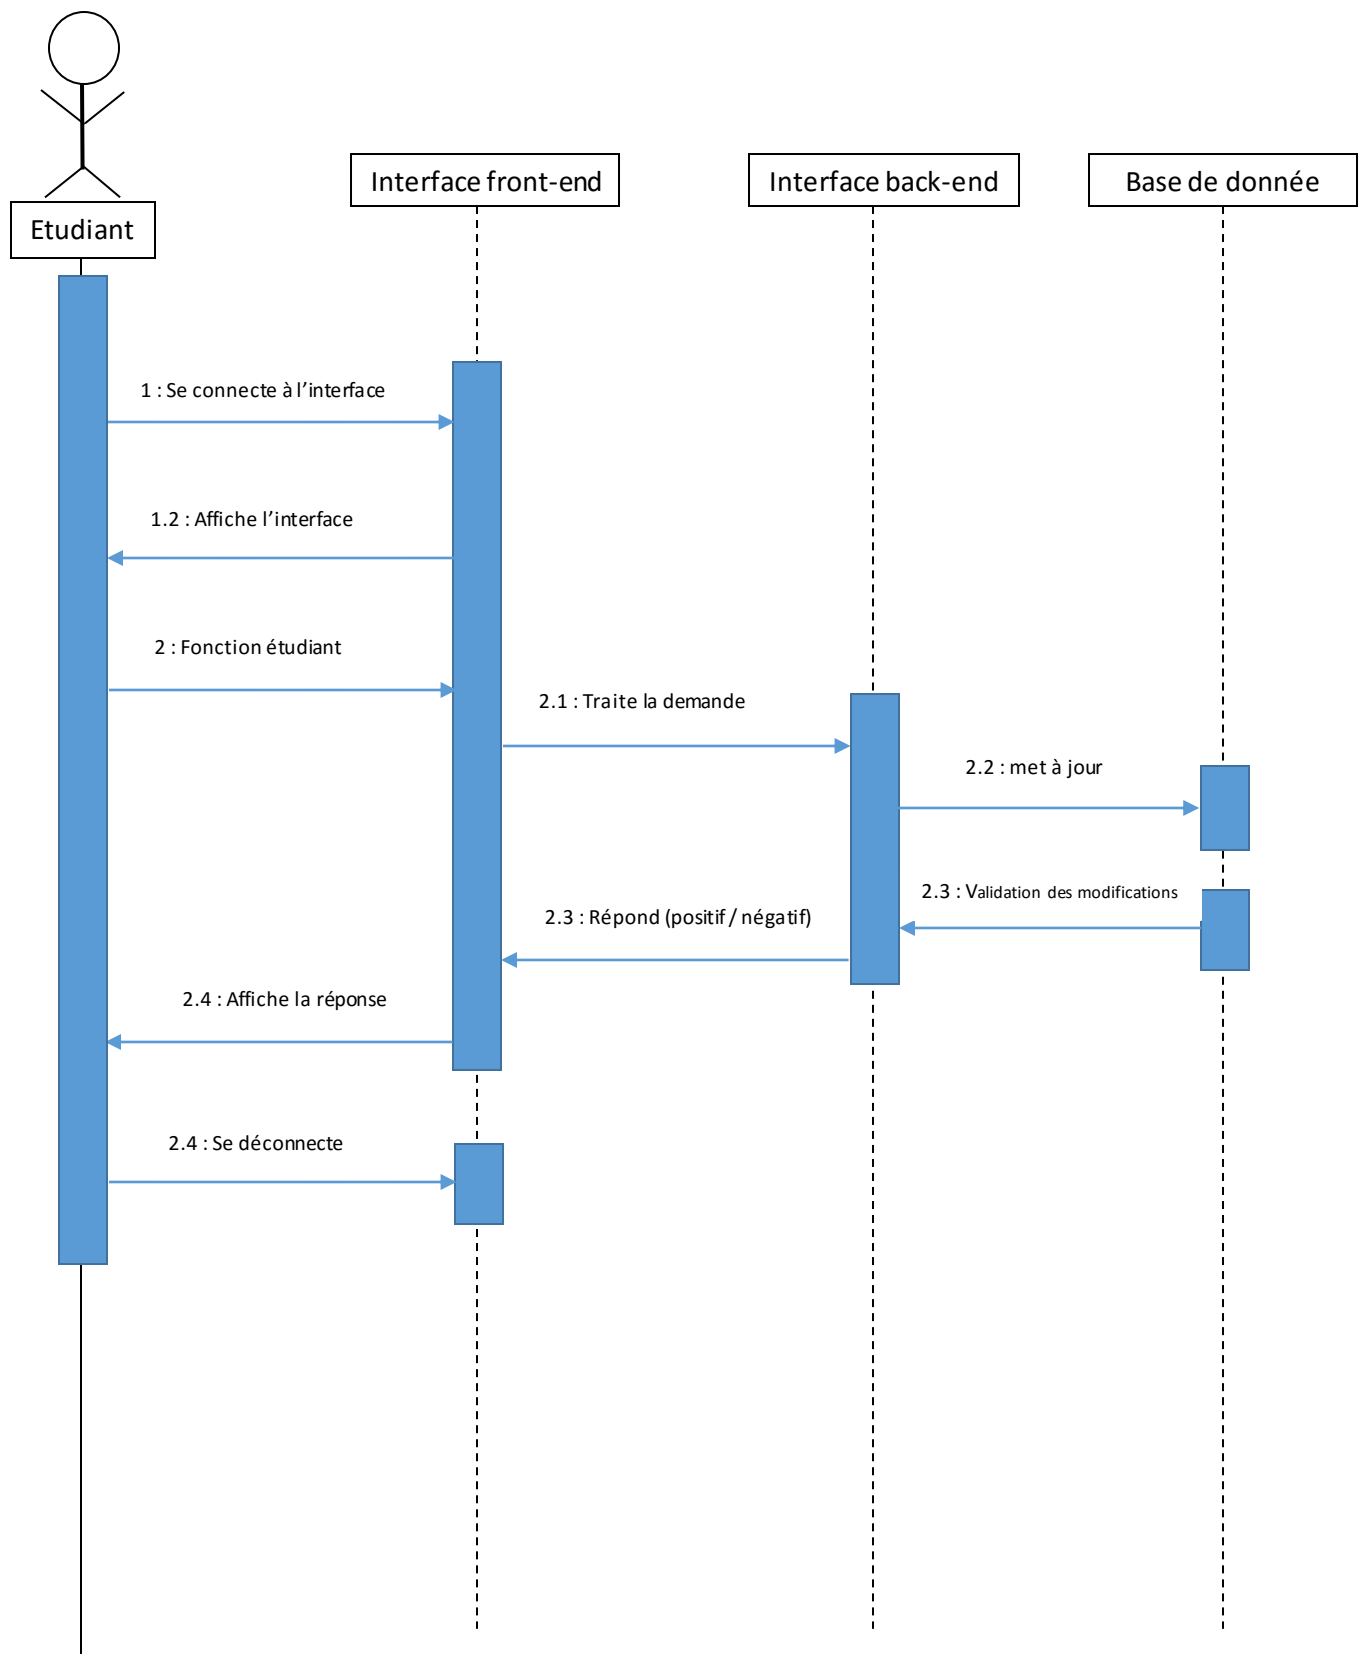 Interface front-end
Interface back-end
Base de donnée
Etudiant
1 : Se connecte à l’interface
1.2 : Affiche l’interface
2 : Fonction étudiant
2.1 : Traite la demande
2.2 : met à jour
2.3 : Validation des modifications
2.3 : Répond (positif / négatif)
2.4 : Affiche la réponse
2.4 : Se déconnecte